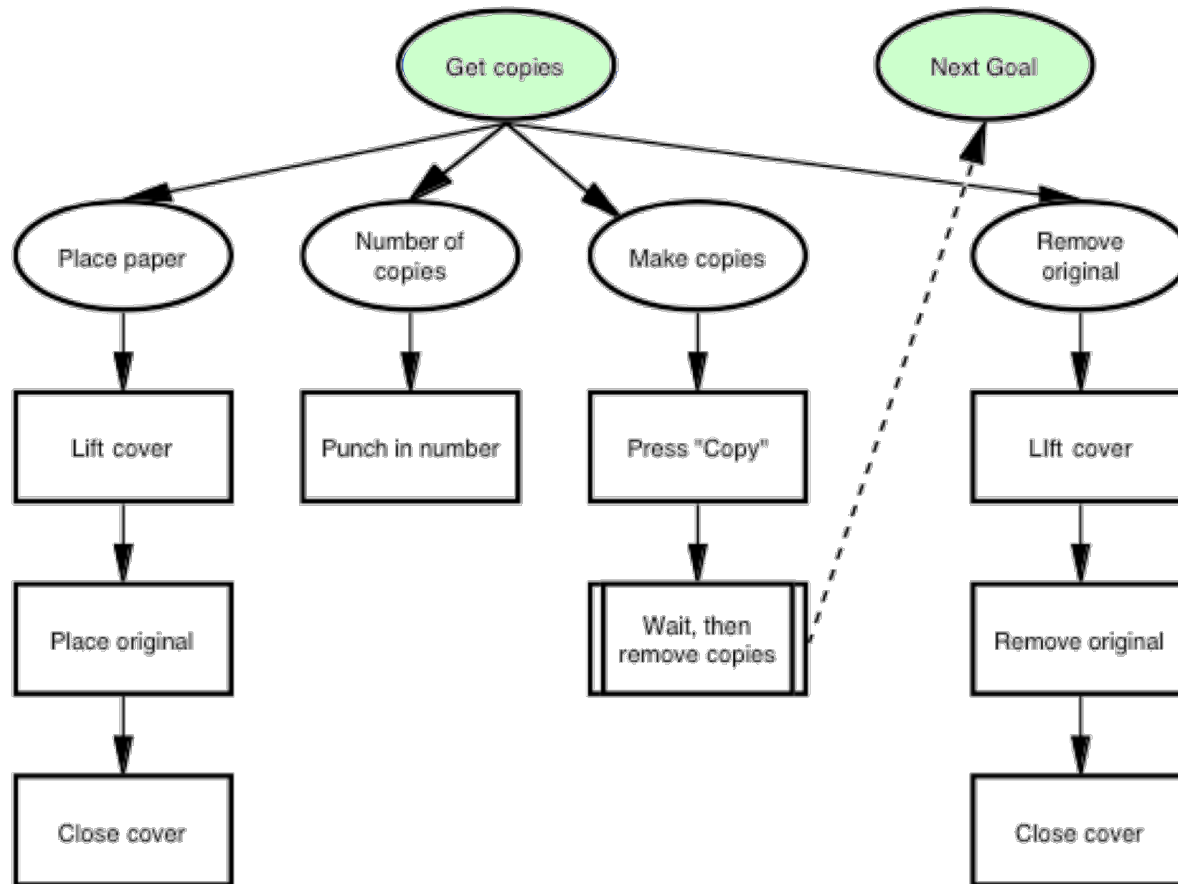 Get copies
Next Goal
Place paper
Number of
copies
Make copies
Remove
original
Lift cover
Punch in number
Press "Copy"
LIft cover
Place original
Wait, then
remove copies
Remove original
Close cover
Close cover